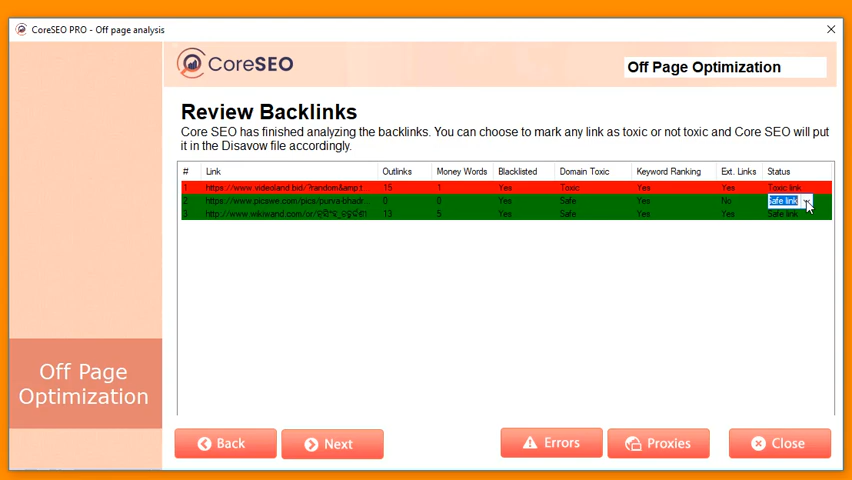 CoreSEO PRO - Off page analysis
CoreSEO
Off Page Optimization
Review Backlinks
Core SEO has finished analyzing the backlinks. You can choose to mark any link as toxic or not toxic and Core SEO will put
it in the Disavow file accordingly.
# Link Outlinks Money Words Blacklisted Domain Toxic Keyword Ranking Ext. Links Status
1 https://www.videoland.bid/?random&amp.t... 15 1 Yes Toxic Yes Yes Toxic link
2 https://www.picswe.com/pics/purva-bhadr... 0 0 Yes Safe Yes No Safe link
3 http://www.wikiwand.com/or/ 13 5 Yes Safe Yes Yes Safe link
Off Page
Optimization
Back Next Errors Proxies Close